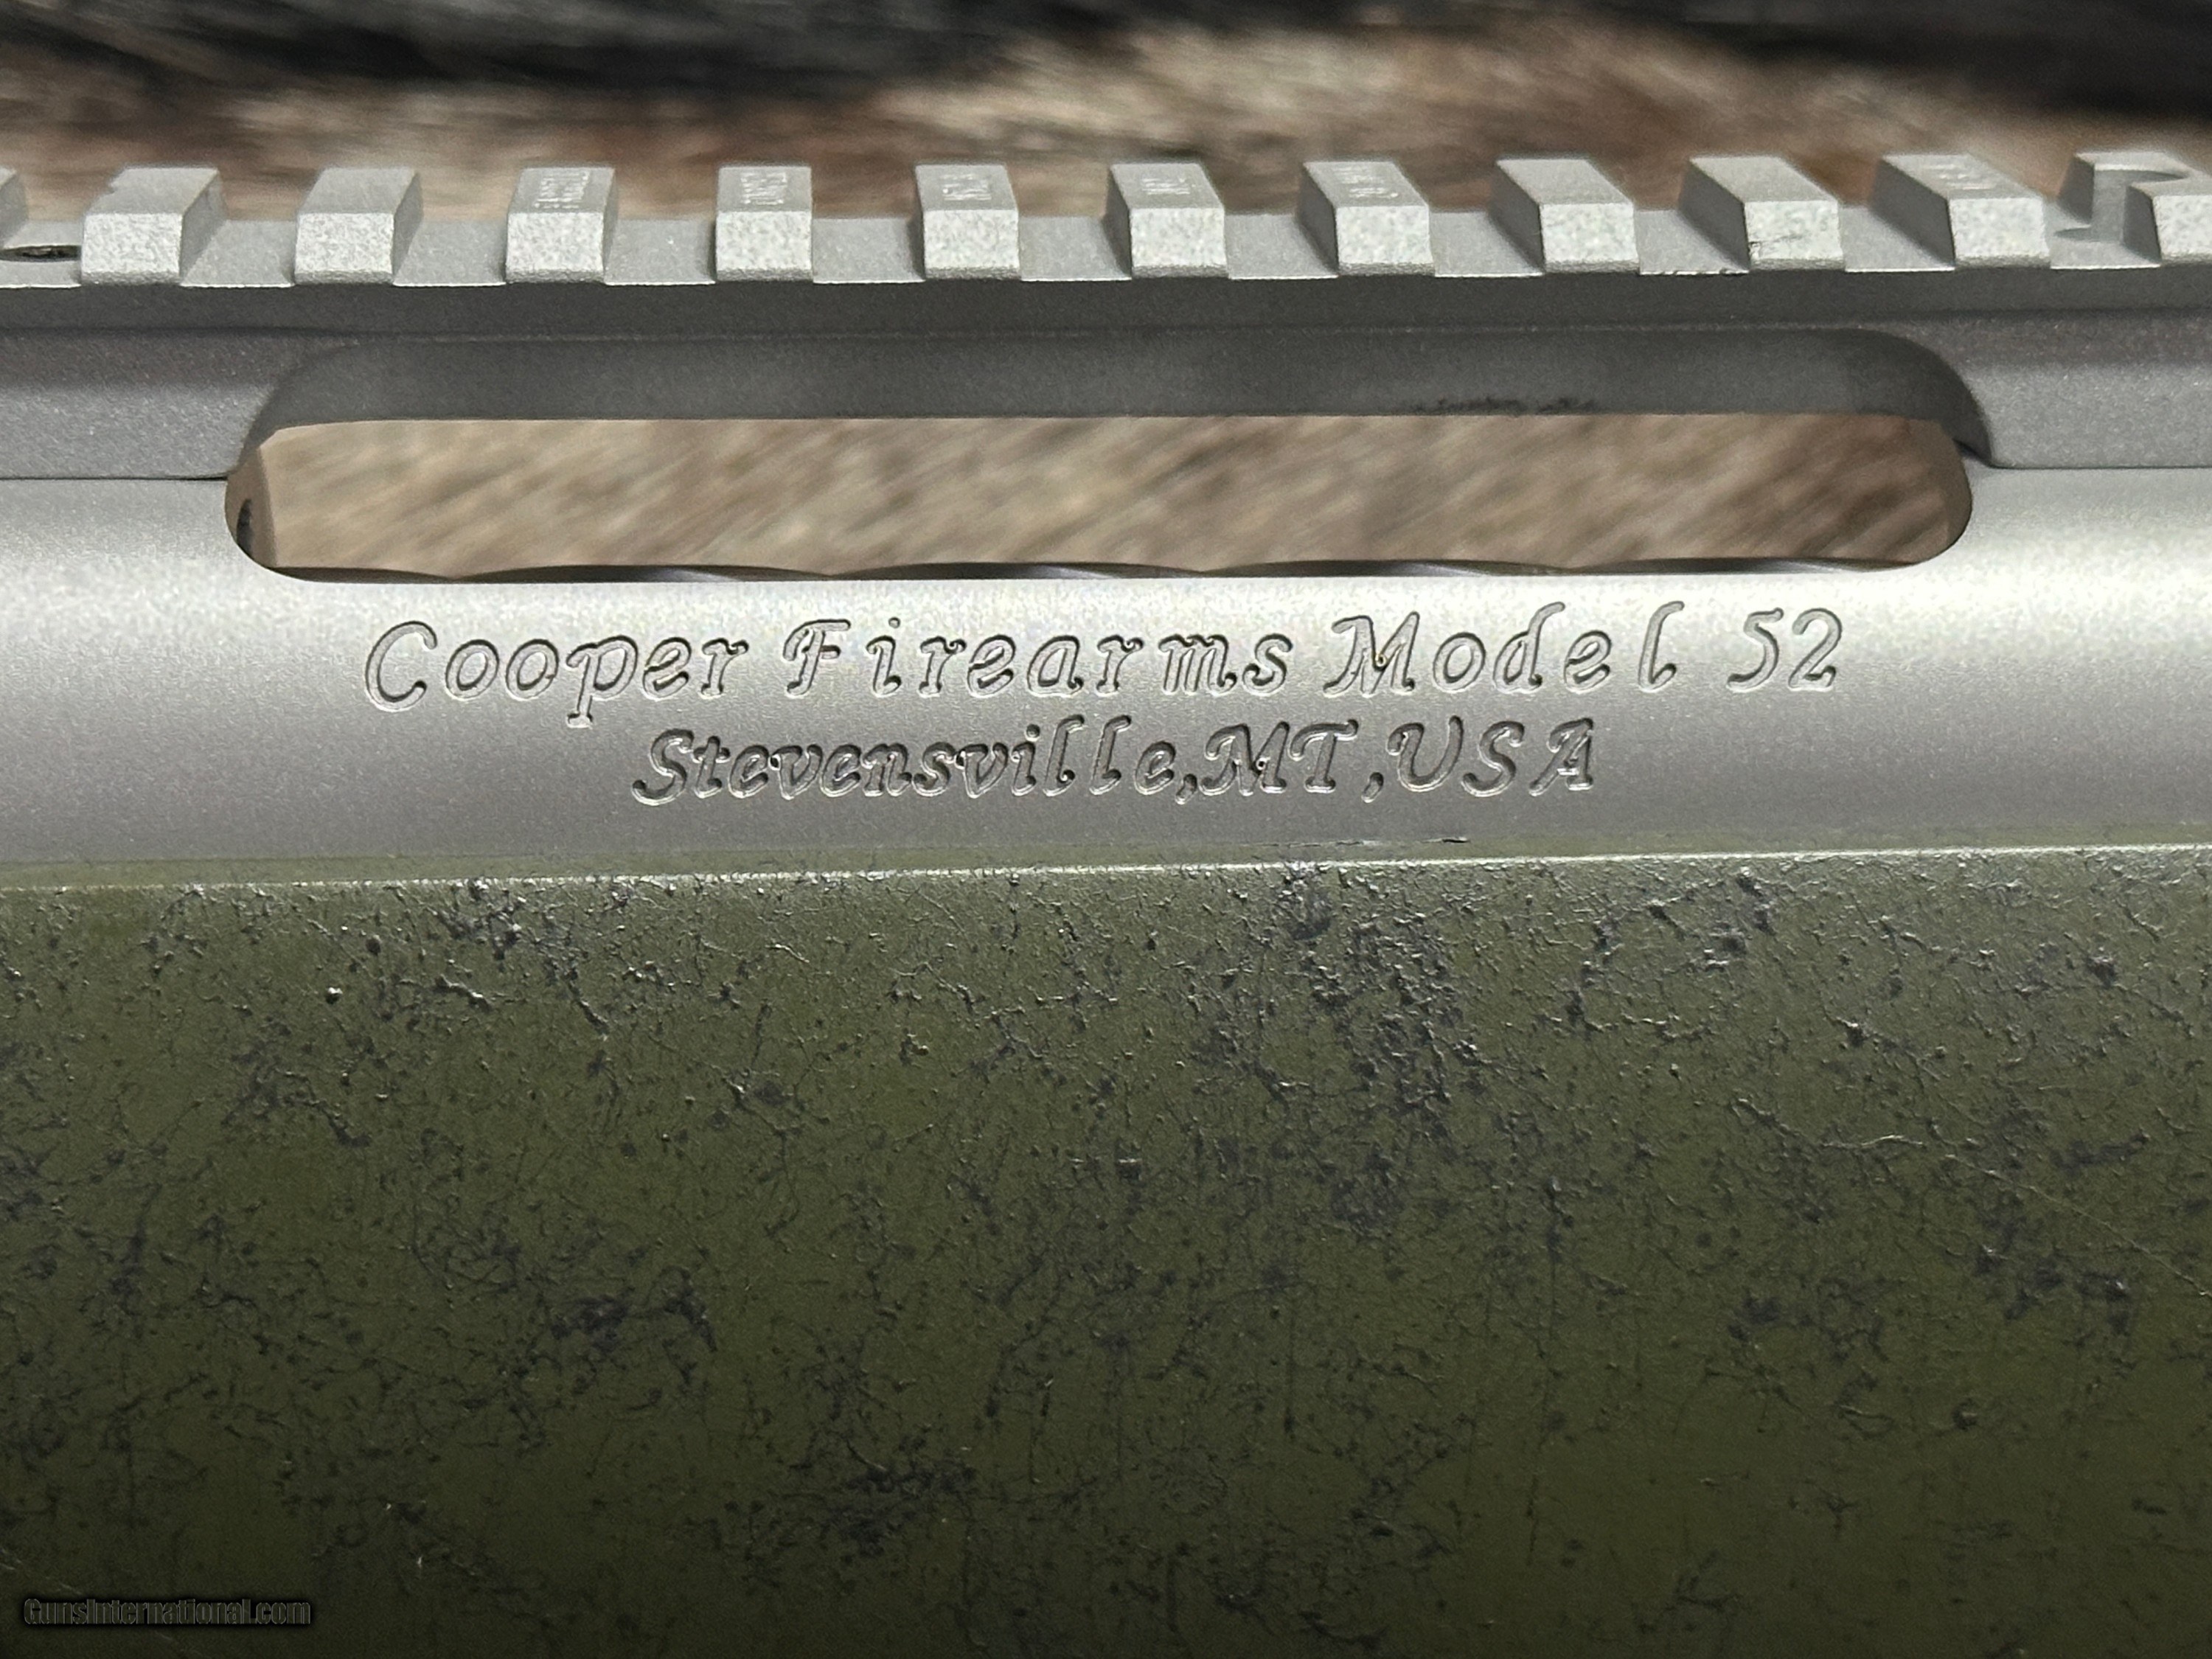 Cooper Firearms Model 52
Stevensville,MT,USA
GunsInternational.com